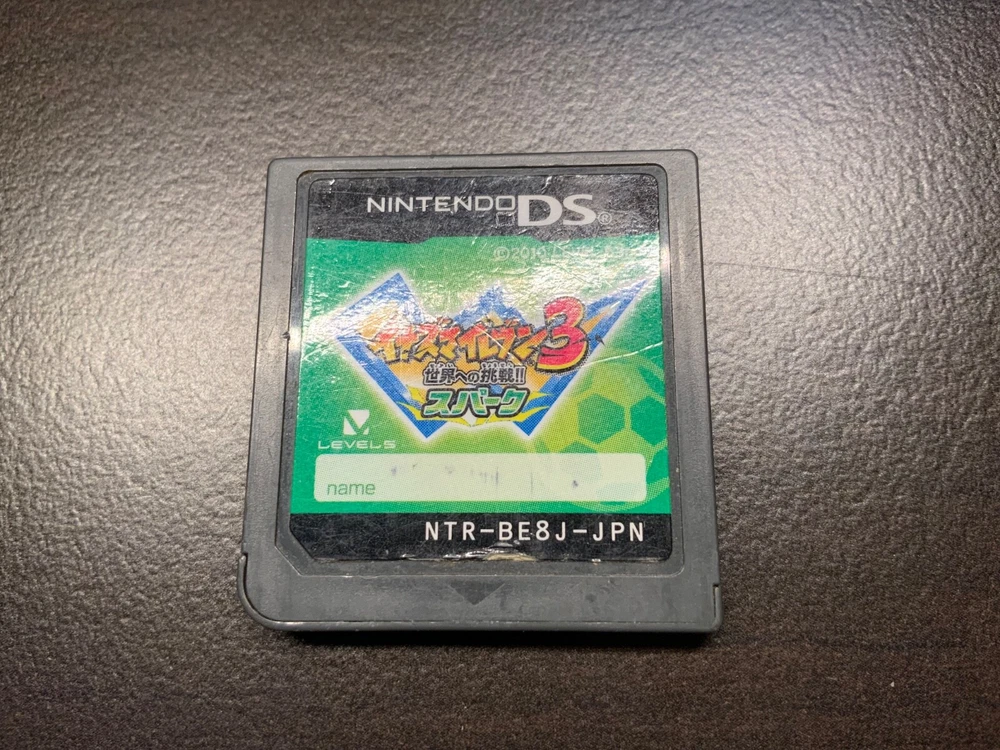 NINTENDO DS®
©2010
イナズマイレブン3
世界への挑戦!!
スパーク
LEVEL5
name
NTR-BE8J-JPN